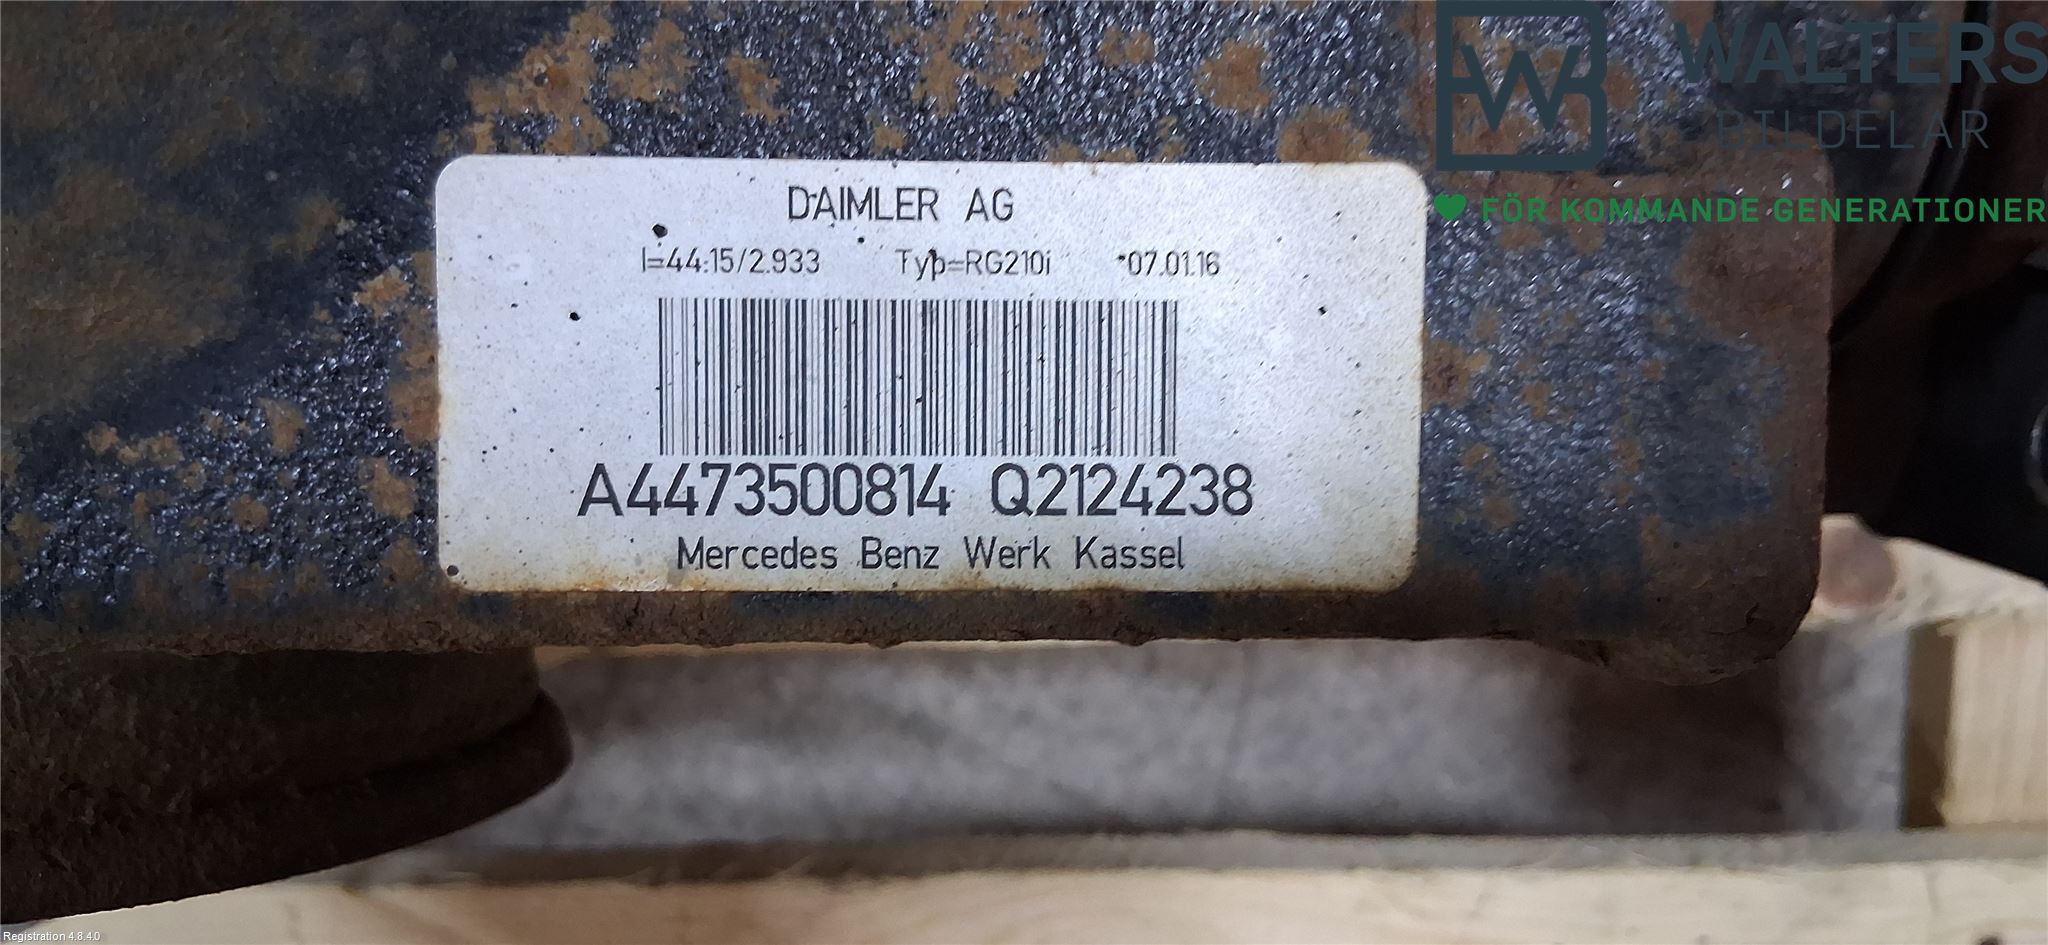 WALTERS
BILDELAR
FÖR KOMMANDE GENERATIONER
DAIMLER AG
I=44:15/2.933 Typ=RG210i *07.01.16
A4473500814 Q2124238
Mercedes Benz Werk Kassel
Registration 4.8.4.0